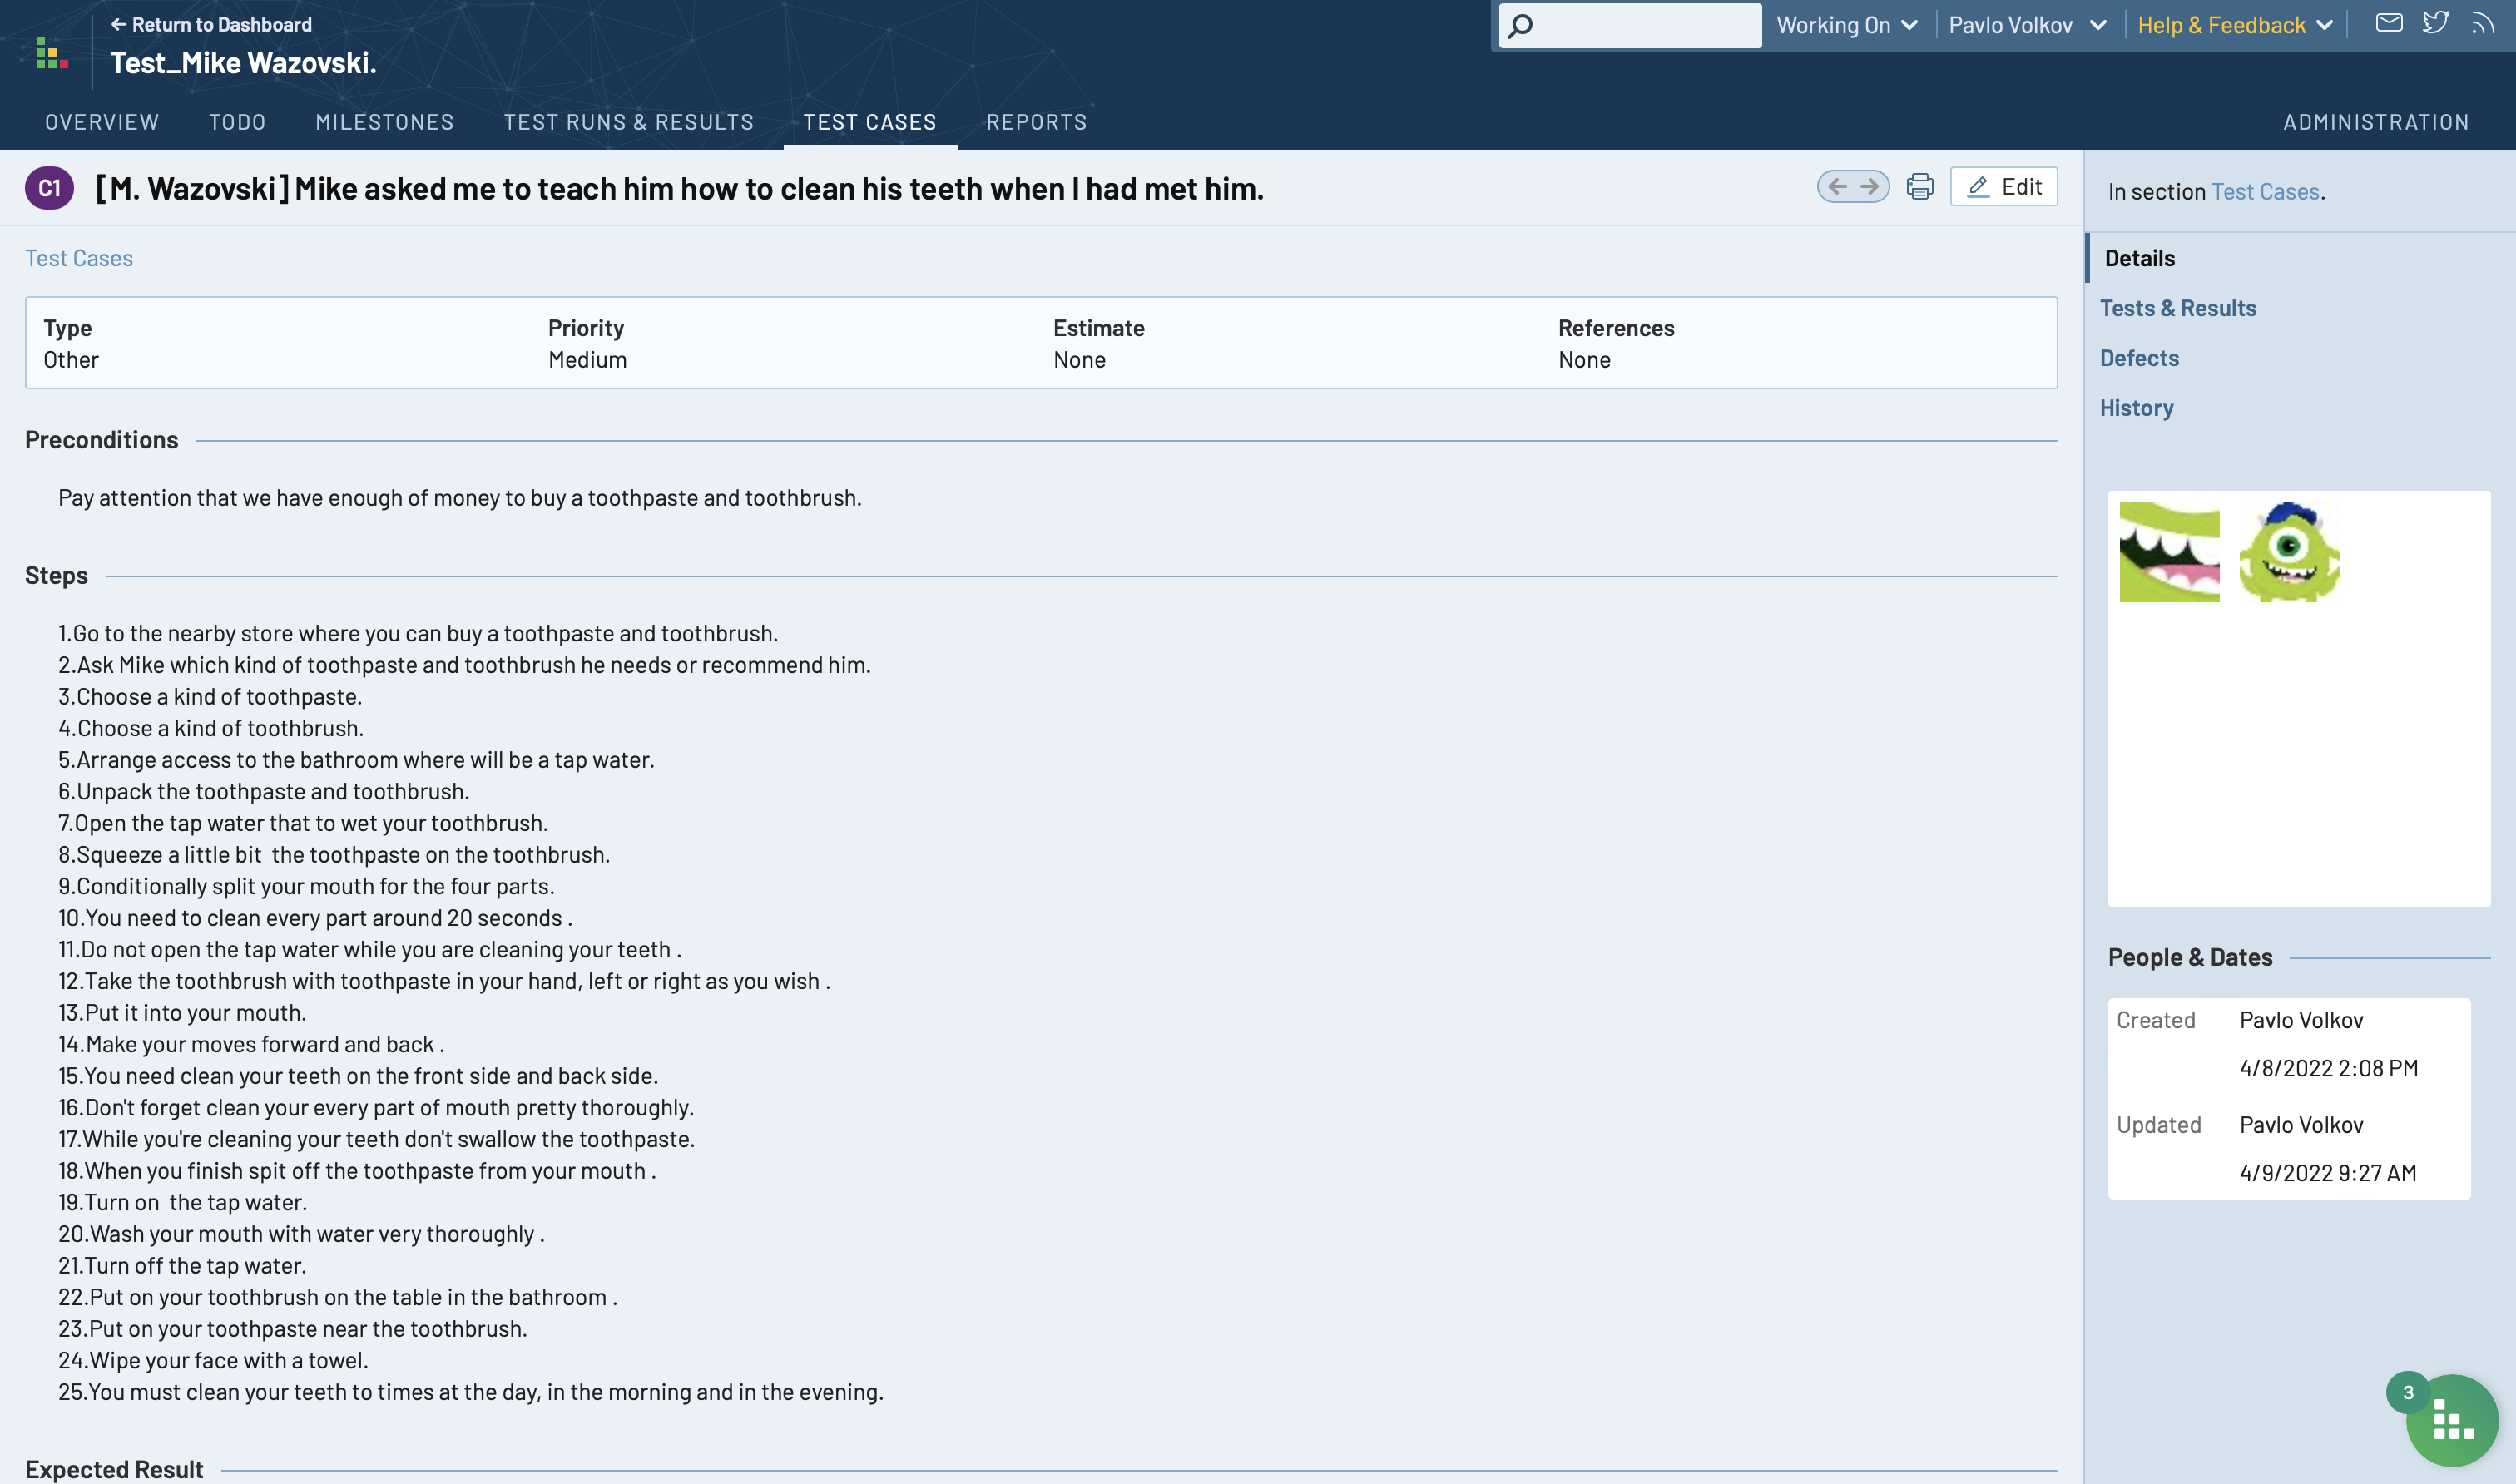 ← Return to Dashboard
Test_Mike Wazovski.
Working On
Pavlo Volkov
Help & Feedback
OVERVIEW
TODO
MILESTONES
TEST RUNS & RESULTS
TEST CASES
REPORTS
ADMINISTRATION
C1
[M. Wazovski] Mike asked me to teach him how to clean his teeth when I had met him.
Edit
In section Test Cases.
Test Cases
Details
Tests & Results
Defects
History
Type
Priority
Estimate
References
Other
Medium
None
None
Preconditions
Pay attention that we have enough of money to buy a toothpaste and toothbrush.
Steps
1.Go to the nearby store where you can buy a toothpaste and toothbrush.
2.Ask Mike which kind of toothpaste and toothbrush he needs or recommend him.
3.Choose a kind of toothpaste.
4.Choose a kind of toothbrush.
5.Arrange access to the bathroom where will be a tap water.
6.Unpack the toothpaste and toothbrush.
7.Open the tap water that to wet your toothbrush.
8.Squeeze a little bit  the toothpaste on the toothbrush.
9.Conditionally split your mouth for the four parts.
10.You need to clean every part around 20 seconds .
11.Do not open the tap water while you are cleaning your teeth .
12.Take the toothbrush with toothpaste in your hand, left or right as you wish .
13.Put it into your mouth.
14.Make your moves forward and back .
15.You need clean your teeth on the front side and back side.
16.Don't forget clean your every part of mouth pretty thoroughly.
17.While you're cleaning your teeth don't swallow the toothpaste.
18.When you finish spit off the toothpaste from your mouth .
19.Turn on  the tap water.
20.Wash your mouth with water very thoroughly .
21.Turn off the tap water.
22.Put on your toothbrush on the table in the bathroom .
23.Put on your toothpaste near the toothbrush.
24.Wipe your face with a towel.
25.You must clean your teeth to times at the day, in the morning and in the evening.
Expected Result
People & Dates
Created
Pavlo Volkov
4/8/2022 2:08 PM
Updated
Pavlo Volkov
4/9/2022 9:27 AM
3